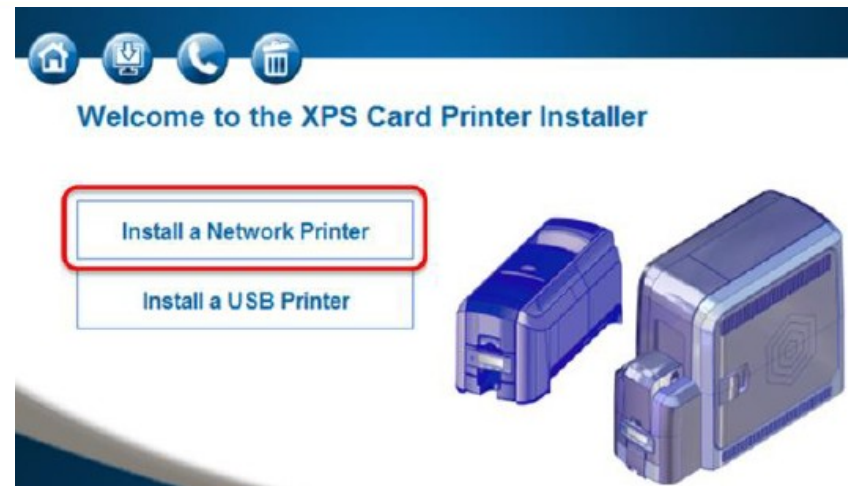 Welcome to the XPS Card Printer Installer
Install a Network Printer
Install a USB Printer